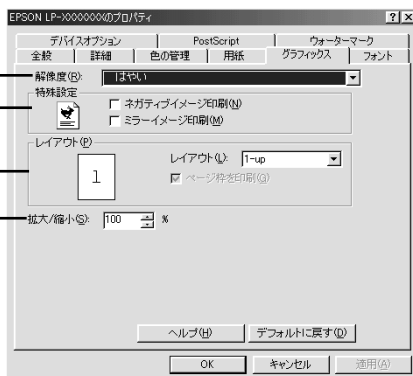 EPSON LP-XXXXXXXのプロパティ
デバイスオプション PostScript ウォーターマーク
全般 詳細 色の管理 用紙 グラフィックス フォント
解像度(R): はやい
特殊設定
ネガティブイメージ印刷(N)
ミラーイメージ印刷(M)
レイアウト(P)
1
レイアウト(L): 1-up
ページ枠を印刷(G)
拡大/縮小(S): 100 %
ヘルプ(H) デフォルトに戻す(D)
OK キャンセル 適用(A)